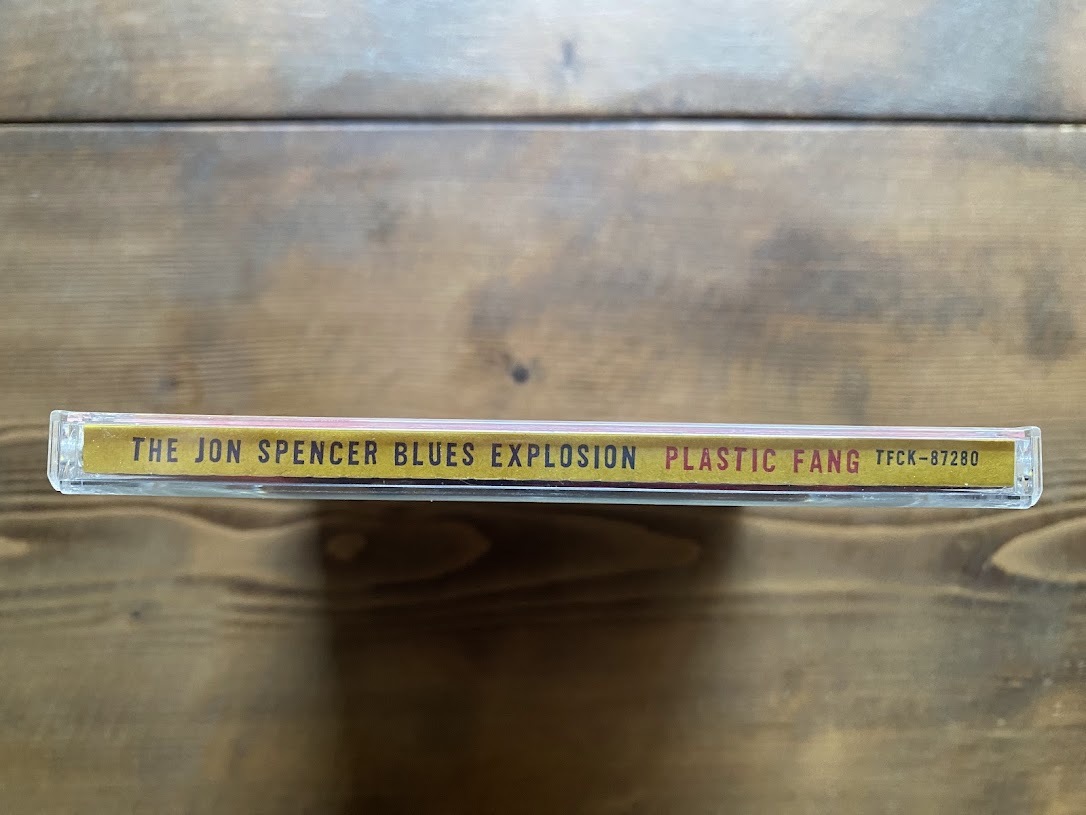 THE JON SPENCER BLUES EXPLOSION PLASTIC FANG TFCK-87280